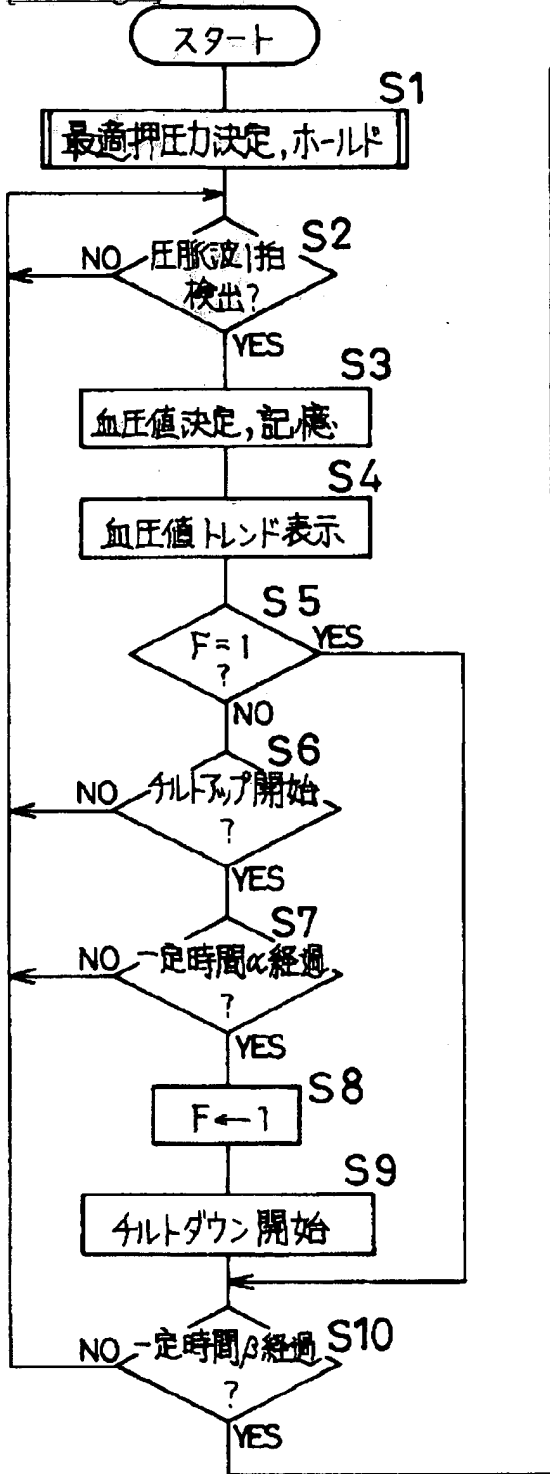 スタート
S1
最適押圧力決定,ホールド
S2
NO
圧脈波1拍
検出?
YES
S3
血圧値決定,記憶
S4
血圧値トレンド表示
S5
F=1
?
YES
NO
S6
NO
チルトアップ開始
?
YES
S7
NO
一定時間α経過
?
YES
S8
F←1
S9
チルトダウン開始
S10
NO
一定時間β経過
?
YES